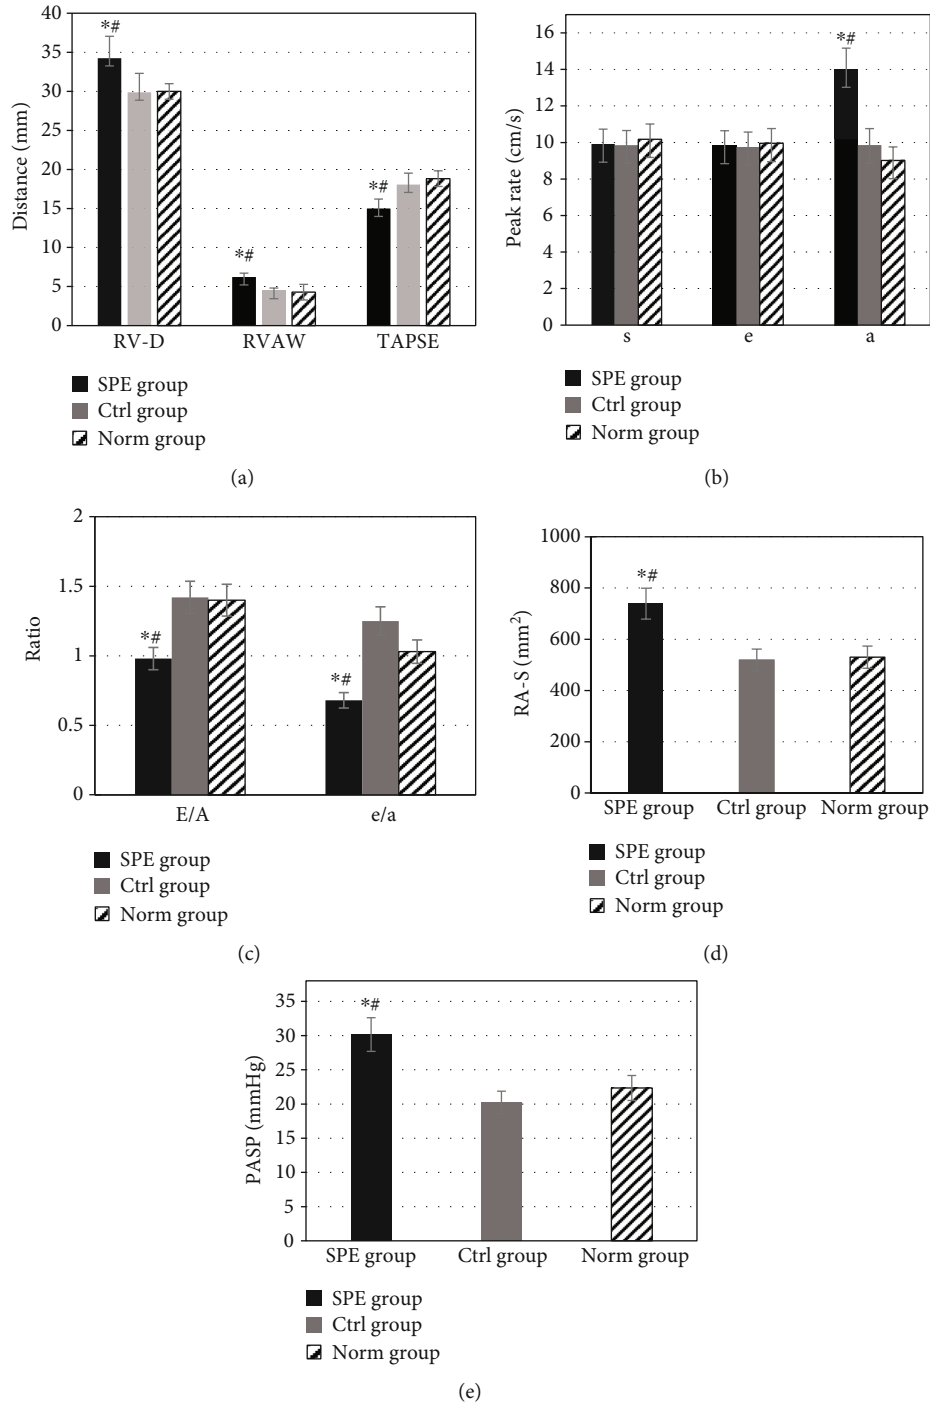 40
35
30
25
20
15
10
5
0
Distance (mm)
*#
*#
*#
RV-D RVAW TAPSE
SPE group
Ctrl group
Norm group
(a)
16
14
12
10
8
6
4
2
0
Peak rate (cm/s)
*#
s e a
SPE group
Ctrl group
Norm group
(b)
2
1.5
1
0.5
0
Ratio
*#
*#
E/A e/a
SPE group
Ctrl group
Norm group
(c)
1000
800
600
400
200
0
RA-S (mm²)
*#
SPE group Ctrl group Norm group
SPE group
Ctrl group
Norm group
(d)
35
30
25
20
15
10
5
0
PASP (mmHg)
*#
SPE group Ctrl group Norm group
SPE group
Ctrl group
Norm group
(e)